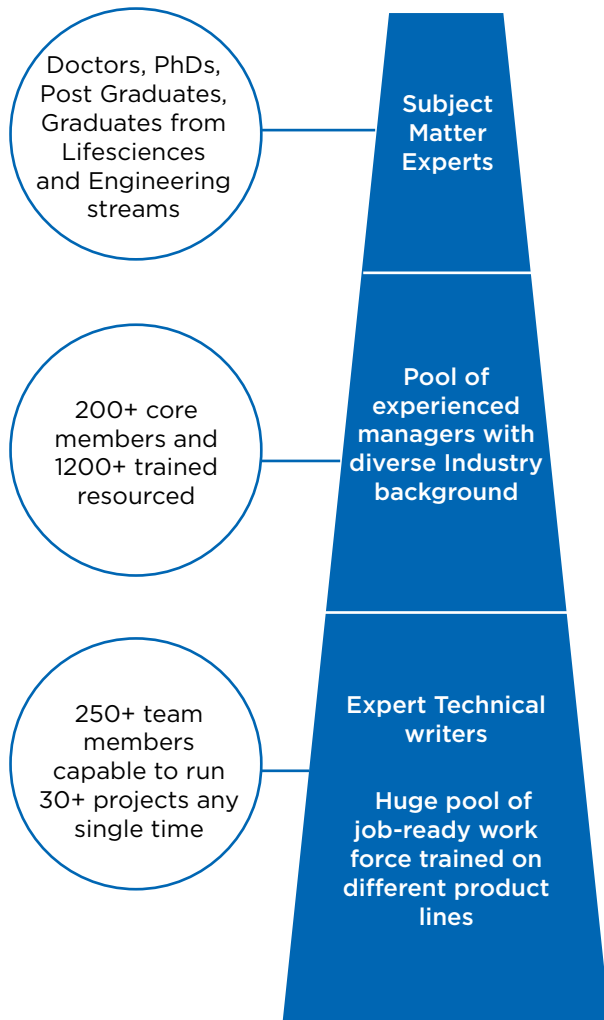 Doctors, PhDs,
Post Graduates,
Graduates from
Lifesciences
and Engineering
streams
Subject
Matter
Experts
200+ core
members and
1200+ trained
resourced
Pool of
experienced
managers with
diverse Industry
background
250+ team
members
capable to run
30+ projects any
single time
Expert Technical
writers
Huge pool of
job-ready work
force trained on
different product
lines